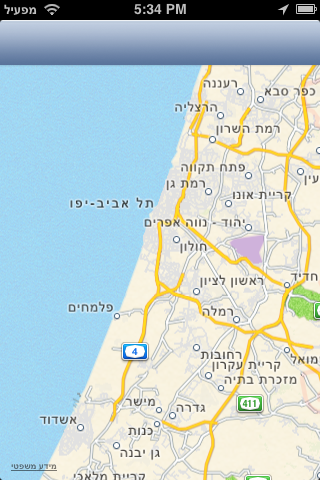 מפעיל 5:34 PM
רעננה
כפר סבא
הרצליה
רמת השרון
פתח תקווה
רמת גן
קריית אונו
תל אביב-יפו
יהוד - נווה אפרים
חולון
חדיד
ראשון לציון
פלמחים
רמלה
4
רחובות
קריית עקרון
מזכרת בתיה
411
מישר
גדרה
אשדוד
כנות
גן יבנה
מידע משפטי
קריית מלאכי